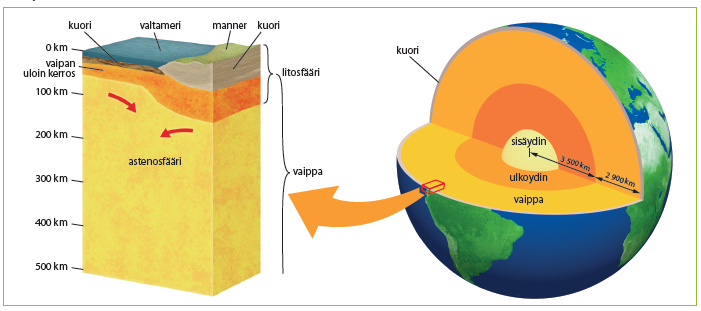 kuori
valtameri
manner
kuori
0 km
vaipan
uloin kerros
100 km
200 km
300 km
400 km
500 km
litosfääri
astenosfääri
vaippa
kuori
sisäydin
3 500 km
2 900 km
ulkoydin
vaippa